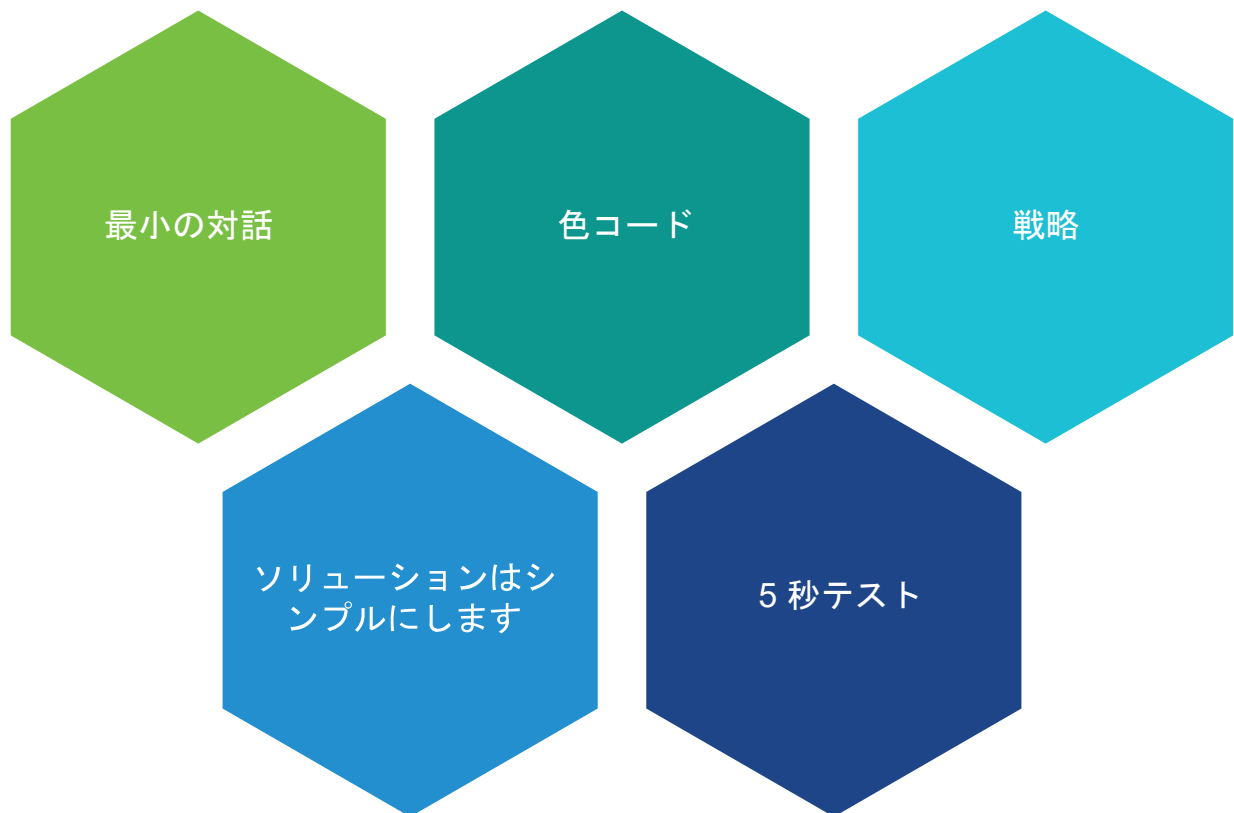 最小の対話
色コード
戦略
ソリューションはシ
ンプルにします
5 秒テスト